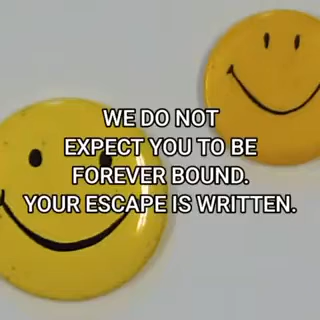 WE DO NOT
EXPECT YOU TO BE
FOREVER BOUND.
YOUR ESCAPE IS WRITTEN.